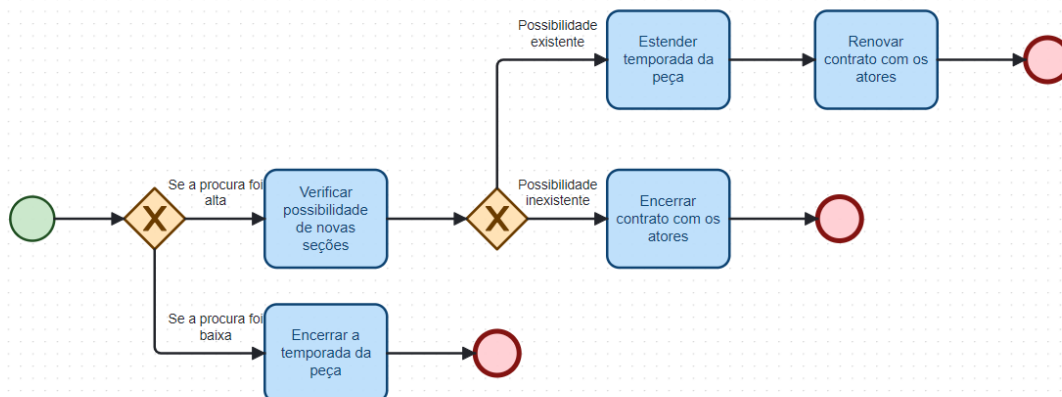 Possibilidade
existente
Estender
temporada da
peça
Renovar
contrato com os
atores
Se a procura foi
alta
Verificar
possibilidade
de novas
seções
Possibilidade
inexistente
Encerrar
contrato com os
atores
Se a procura foi
baixa
Encerrar a
temporada da
peça